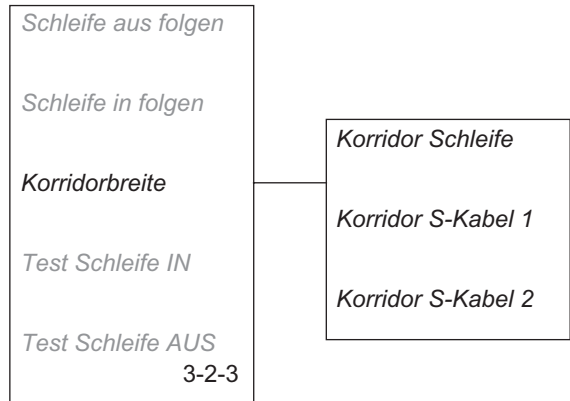 Schleife aus folgen
Schleife in folgen
Korridorbreite
Test Schleife IN
Test Schleife AUS
3-2-3
Korridor Schleife
Korridor S-Kabel 1
Korridor S-Kabel 2